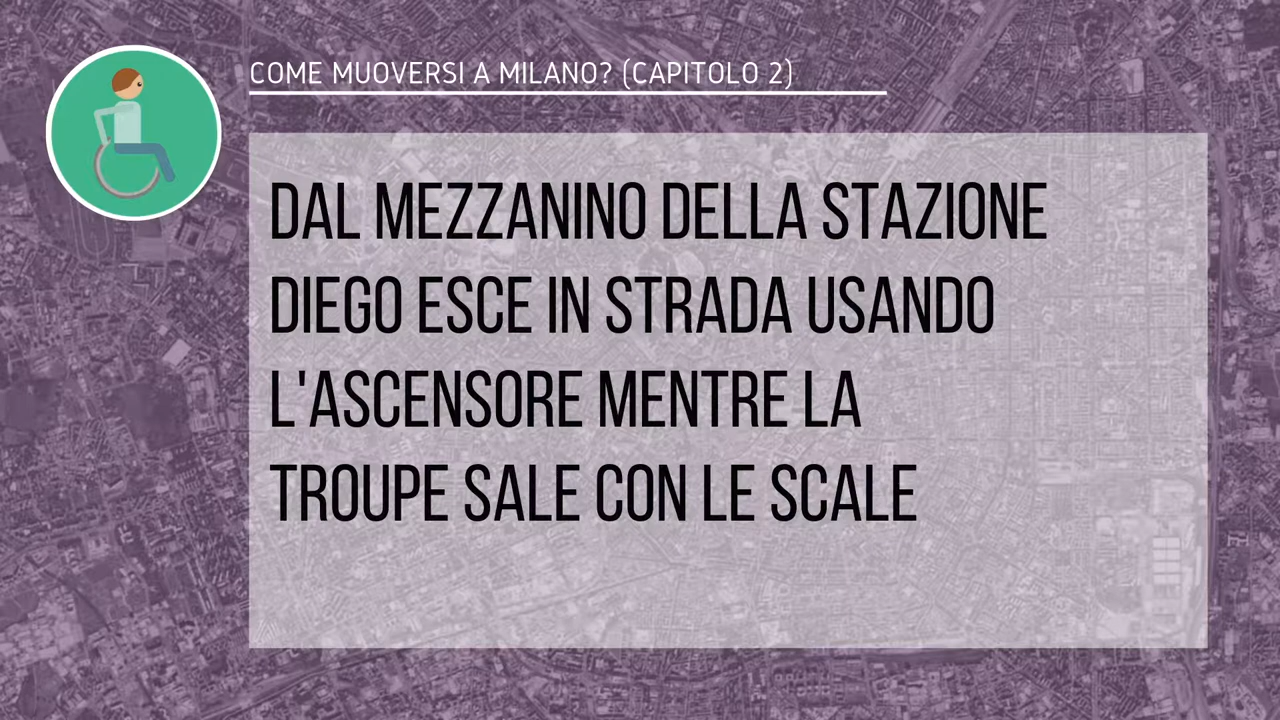 COME MUOVERSI A MILANO? (CAPITOLO 2)
DAL MEZZANINO DELLA STAZIONE
DIEGO ESCE IN STRADA USANDO
L'ASCENSORE MENTRE LA
TROUPE SALE CON LE SCALE